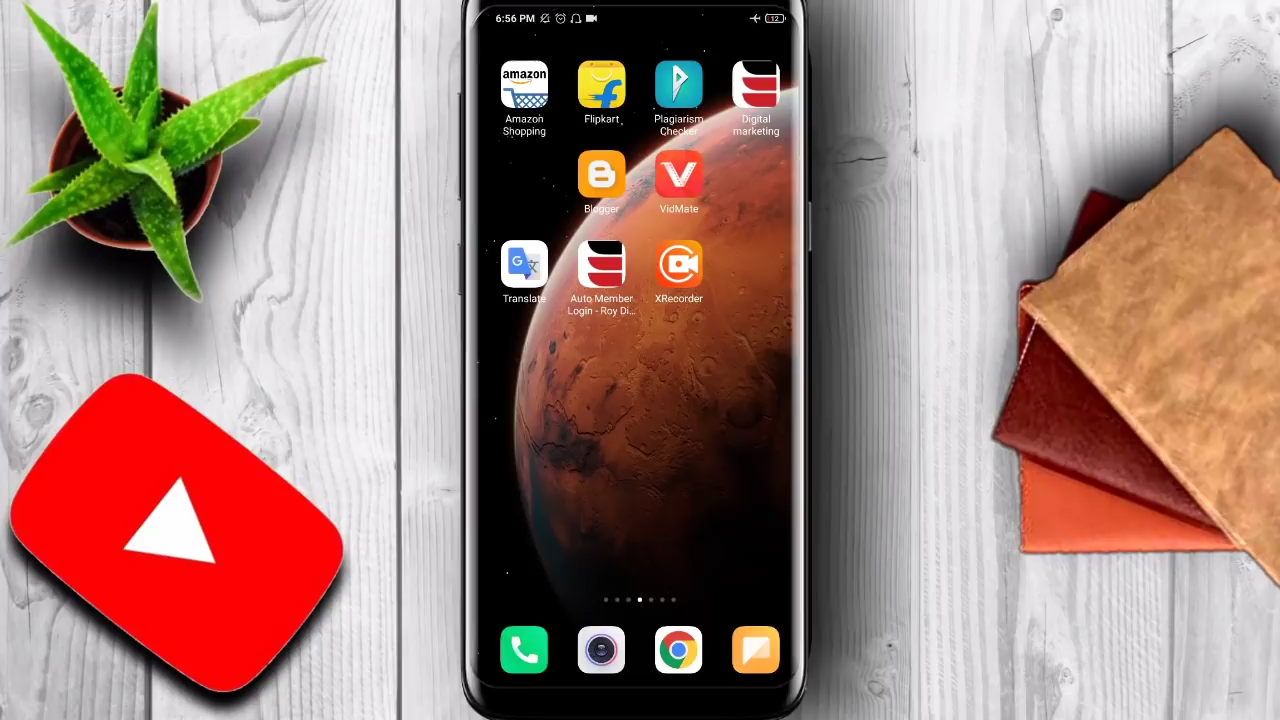 6:56 PM
12
amazon
Amazon
Shopping
Flipkart
Plagiarism
Checker
Digital
marketing
Blogger
VidMate
G
Translate
Auto Member
Login - Roy Di...
XRecorder